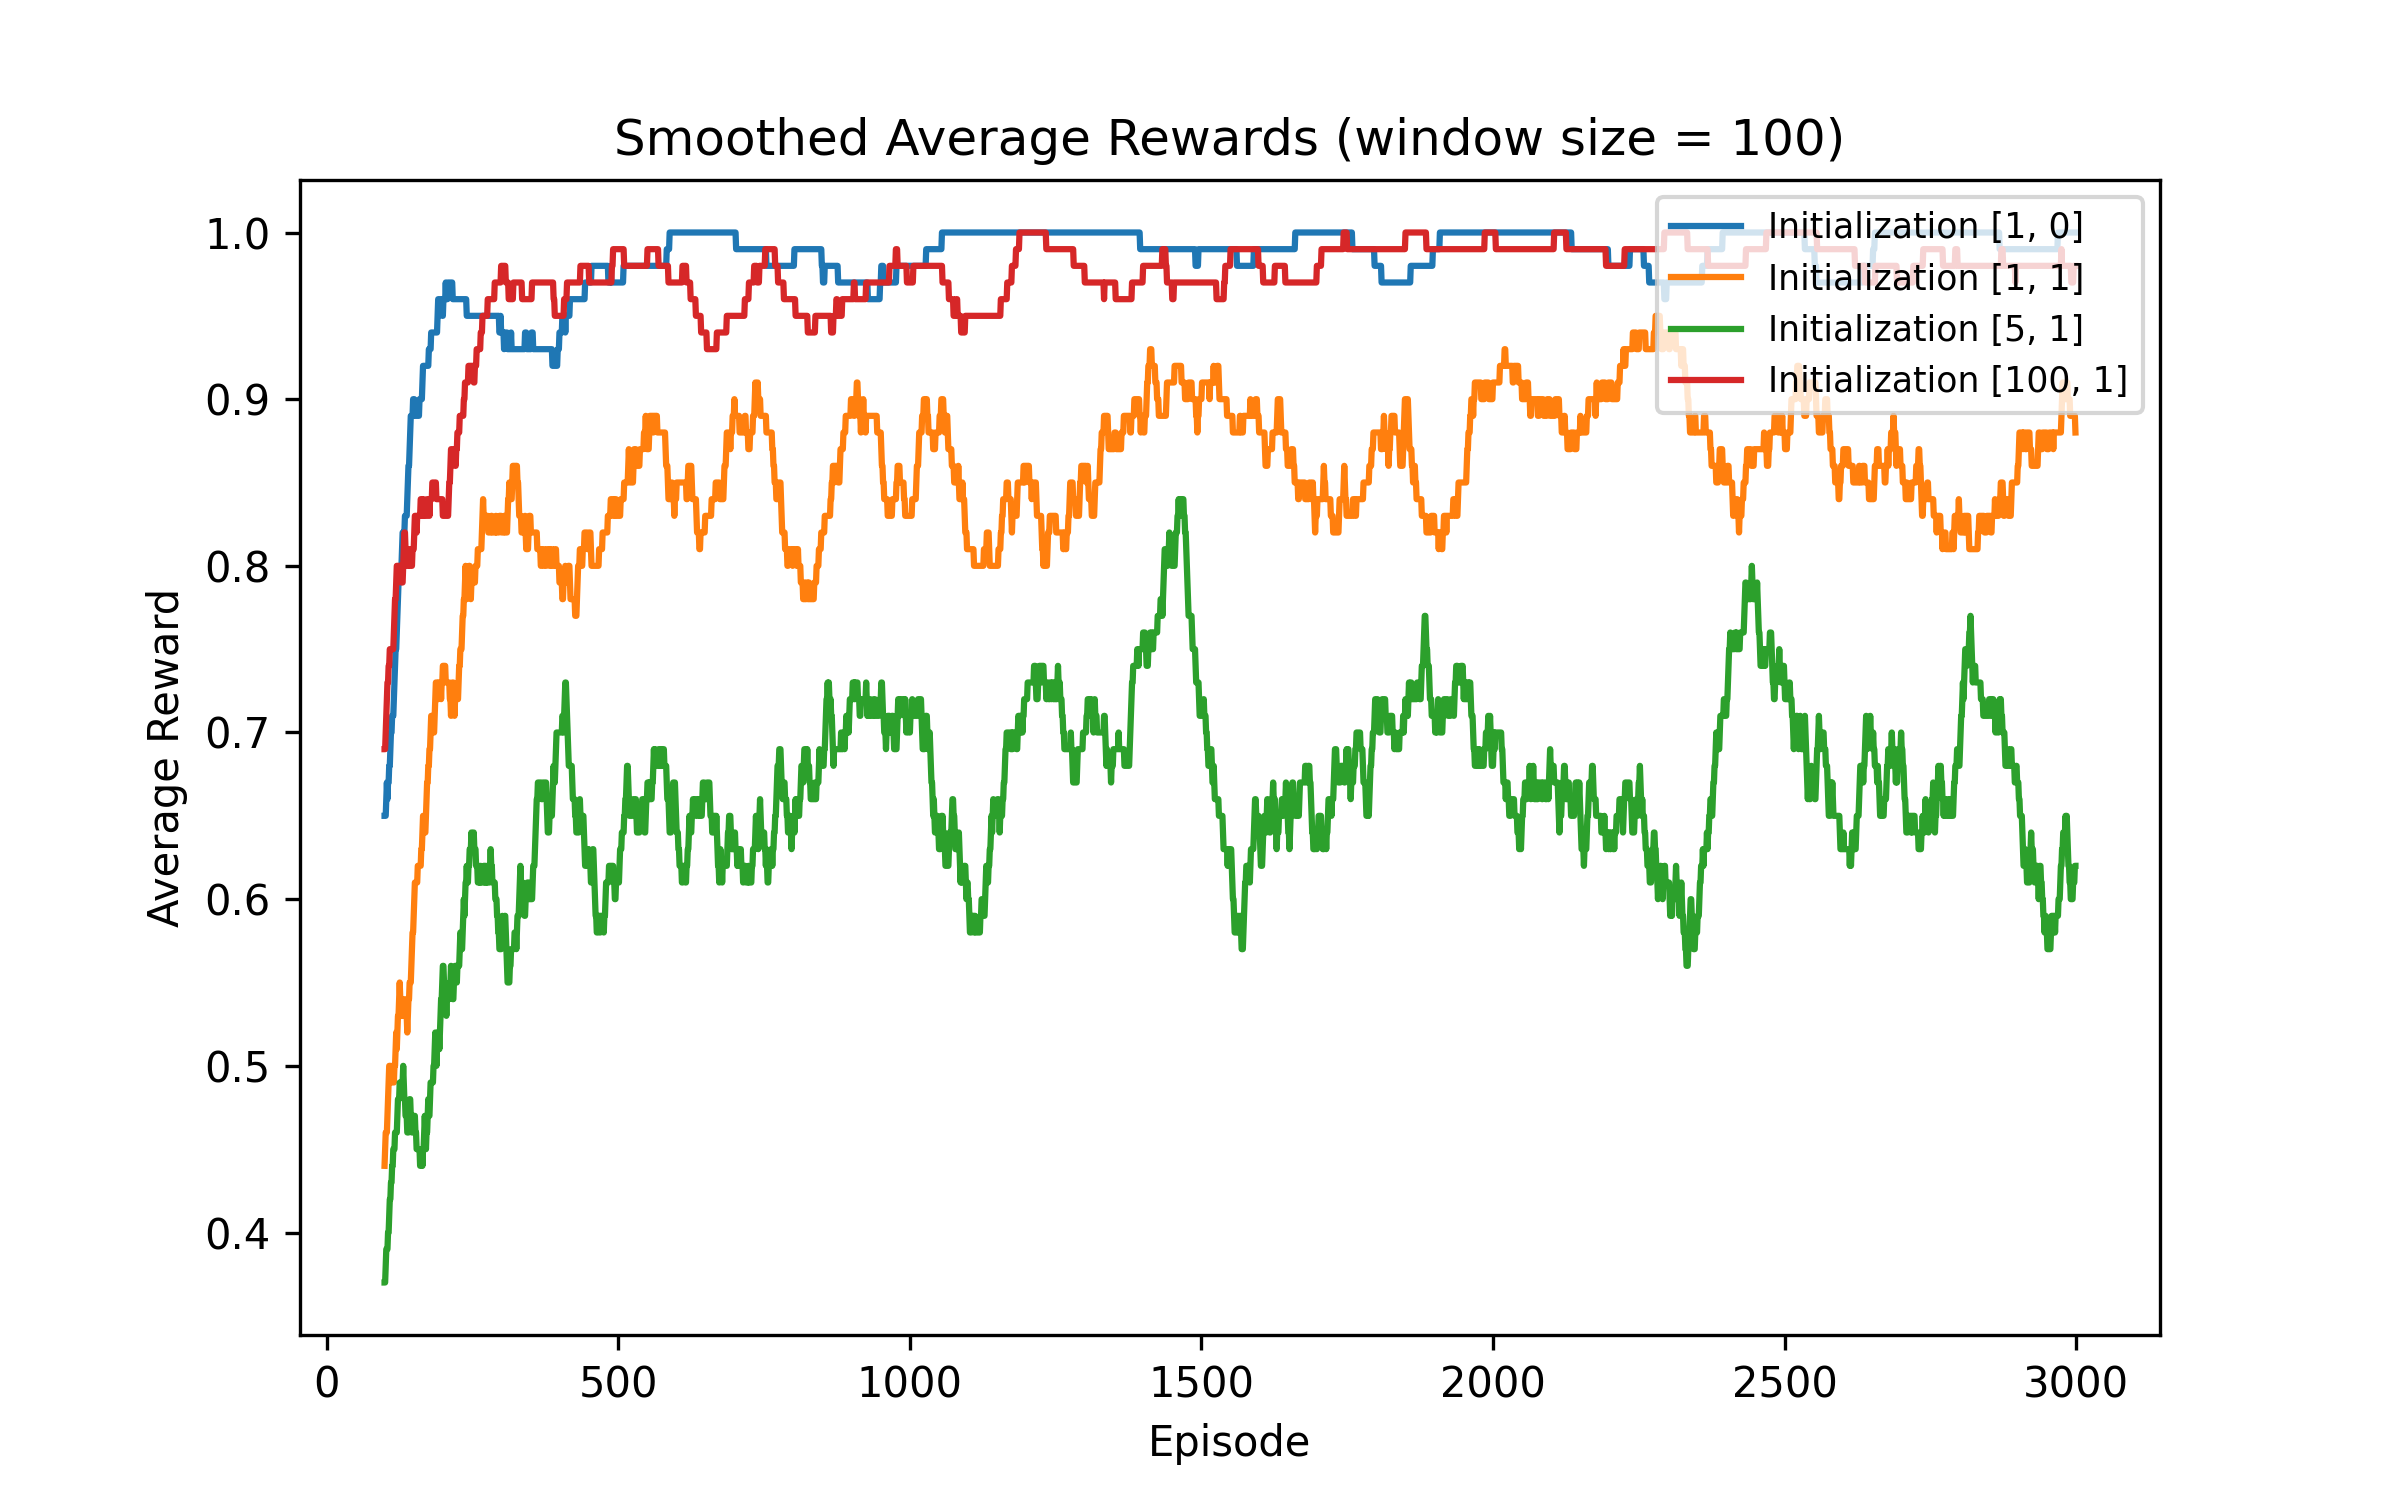 Smoothed Average Rewards (window size = 100)
Initialization [1, 0]
Initialization [1, 1]
Initialization [5, 1]
Initialization [100, 1]
Average Reward
1.0
0.9
0.8
0.7
0.6
0.5
0.4
0 500 1000 1500 2000 2500 3000
Episode